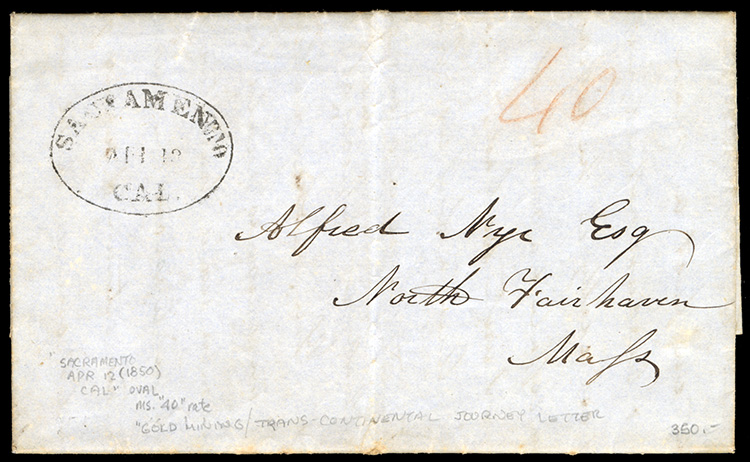 SACRAMENTO
CAL.
40
Alfred Nye Esq
North Fairhaven
Maſs
"SACRAMENTO
APR 12 (1850)
CAL" OVAL
ms. "40" rate
"GOLD MINING/TRANS-CONTINENTAL JOURNEY" LETTER
350.-